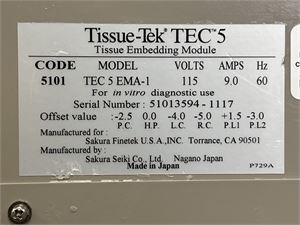 Tissue-Tek® TEC™5
Tissue Embedding Module
CODE MODEL VOLTS AMPS Hz
5101 TEC 5 EMA-1 115 9.0 60
For in vitro diagnostic use
Serial Number : 51013594 - 1117
Offset value : -2.5 0.0 -4.0 -5.0 +1.5 -3.0
P.C. H.P. L.C. R.C. P.L1 P.L2
Manufactured for :
Sakura Finetek U.S.A.,INC. Torrance, CA 90501
Manufactured by :
Sakura Seiki Co., Ltd. Nagano Japan
Made in Japan P729A